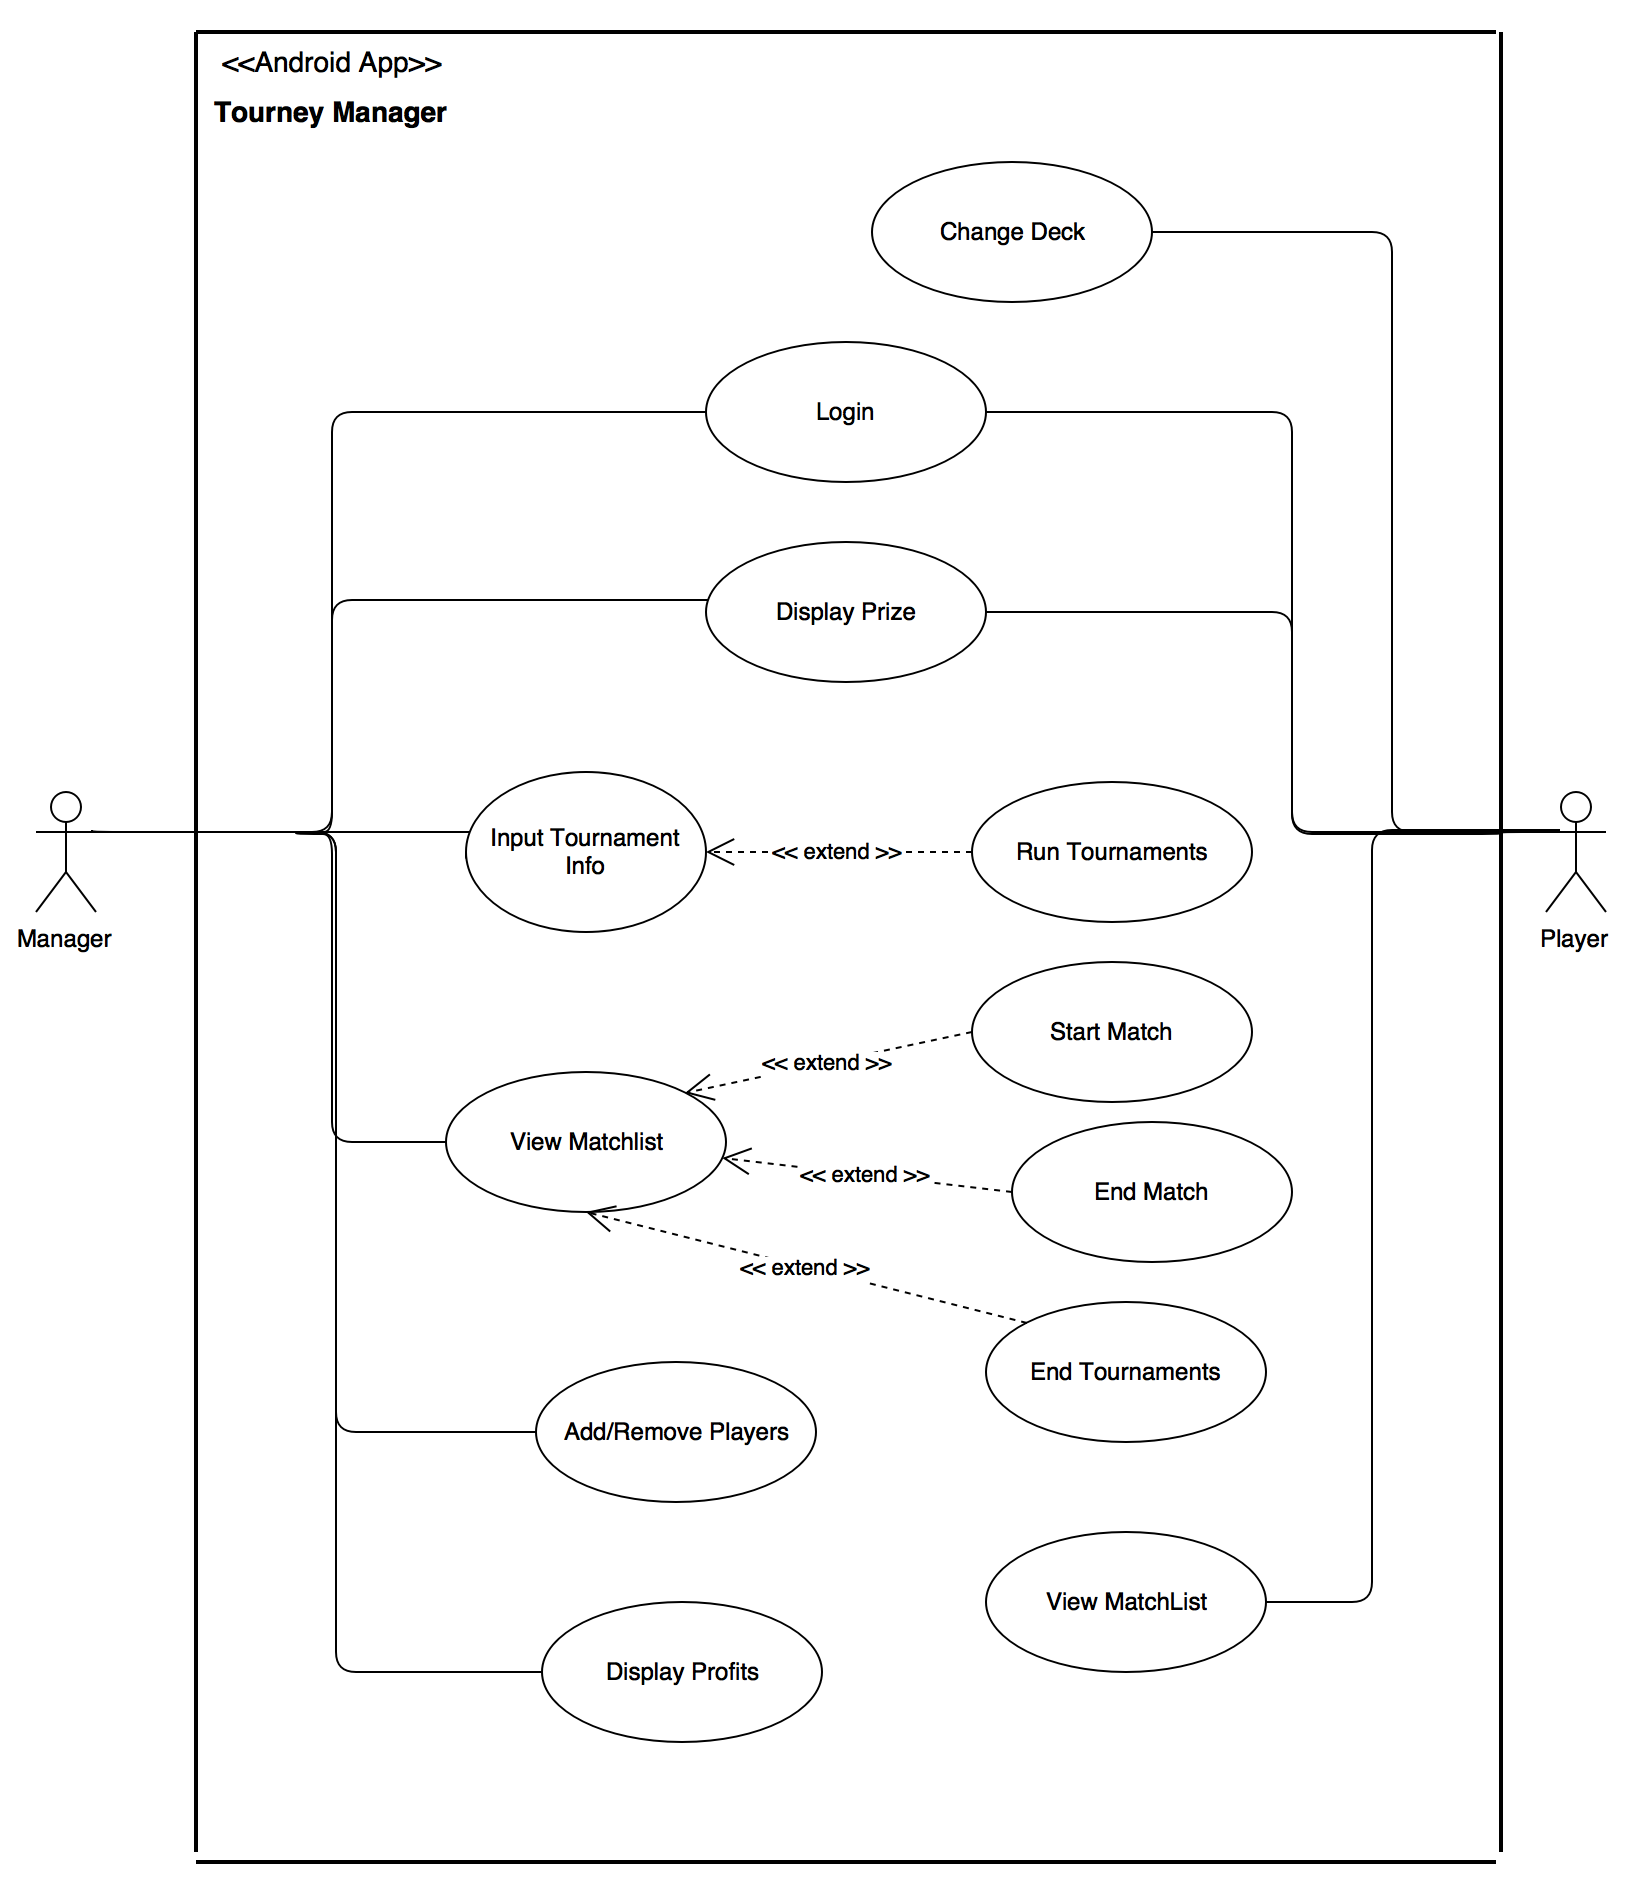 <<Android App>>
Tourney Manager
Change Deck
Login
Display Prize
Input Tournament
Info
<< extend >>
Run Tournaments
Manager
Player
Start Match
<< extend >>
View Matchlist
<< extend >>
End Match
<< extend >>
End Tournaments
Add/Remove Players
View MatchList
Display Profits